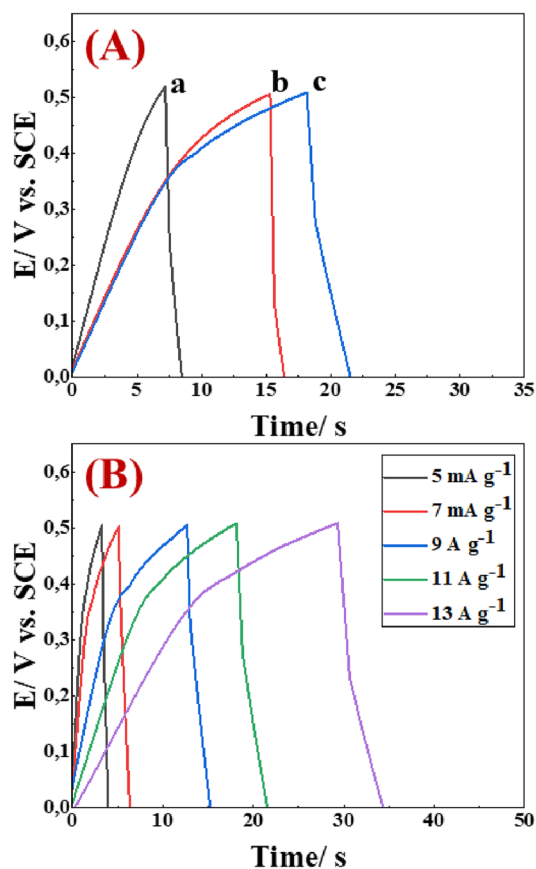 (A)
a b c
0,6
0,5
0,4
0,3
0,2
0,1
0,0
E/ V vs. SCE
0 5 10 15 20 25 30 35
Time/ s
(B)
5 mA g⁻¹
7 mA g⁻¹
9 A g⁻¹
11 A g⁻¹
13 A g⁻¹
0,6
0,5
0,4
0,3
0,2
0,1
0,0
E/ V vs. SCE
0 10 20 30 40 50
Time/ s